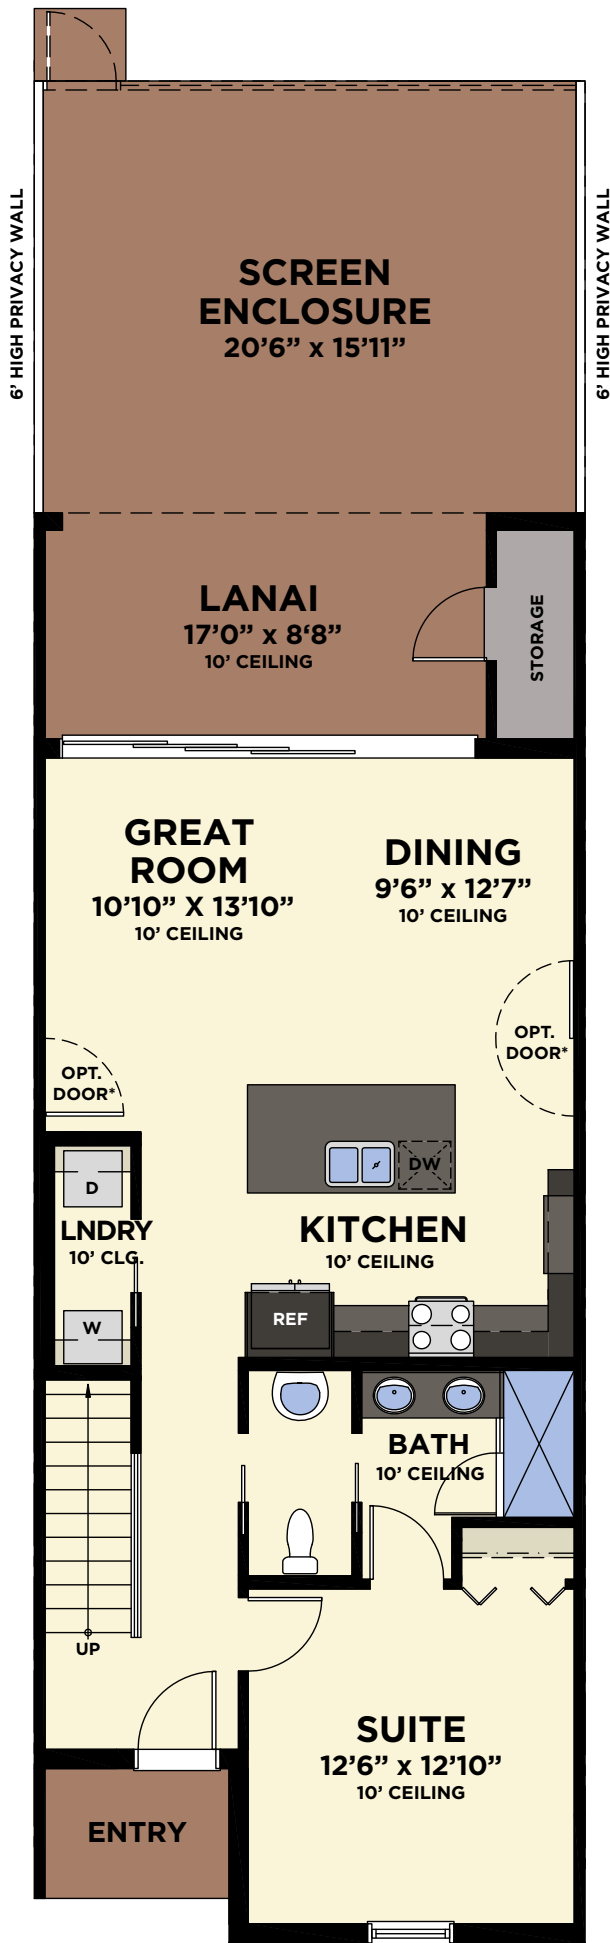 6’ HIGH PRIVACY WALL
6’ HIGH PRIVACY WALL
SCREEN
ENCLOSURE
20’6” x 15’11”
LANAI
17’0” x 8‘8”
10’ CEILING
STORAGE
GREAT
ROOM
10’10” X 13’10”
10’ CEILING
DINING
9’6” x 12’7”
10’ CEILING
OPT.
DOOR*
OPT.
DOOR*
DW
D
LNDRY
10’ CLG.
W
KITCHEN
10’ CEILING
REF
BATH
10’ CEILING
UP
SUITE
12’6” x 12’10”
10’ CEILING
ENTRY